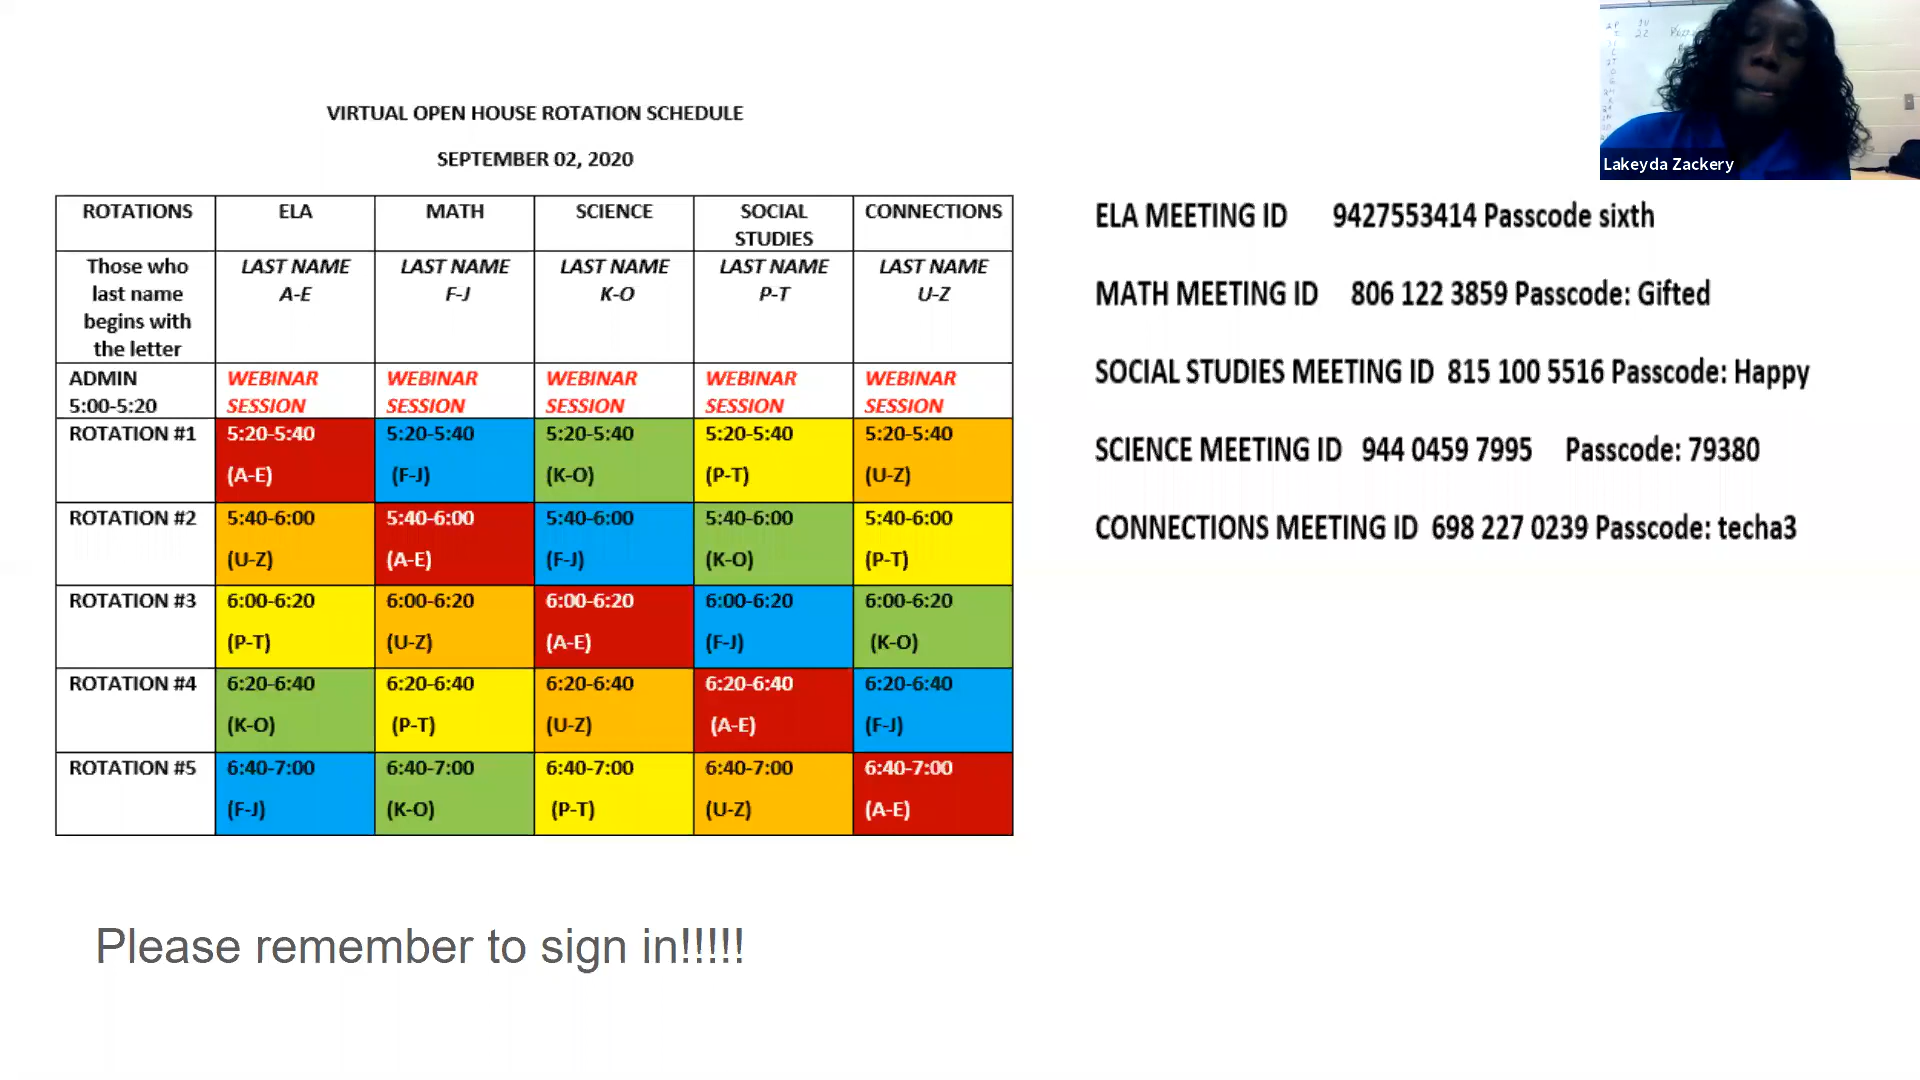 VIRTUAL OPEN HOUSE ROTATION SCHEDULE
SEPTEMBER 02, 2020
ROTATIONS ELA MATH SCIENCE SOCIAL STUDIES CONNECTIONS
Those who last name begins with the letter LAST NAME A-E LAST NAME F-J LAST NAME K-O LAST NAME P-T LAST NAME U-Z
ADMIN 5:00-5:20 WEBINAR SESSION WEBINAR SESSION WEBINAR SESSION WEBINAR SESSION WEBINAR SESSION
ROTATION #1 5:20-5:40 (A-E) 5:20-5:40 (F-J) 5:20-5:40 (K-O) 5:20-5:40 (P-T) 5:20-5:40 (U-Z)
ROTATION #2 5:40-6:00 (U-Z) 5:40-6:00 (A-E) 5:40-6:00 (F-J) 5:40-6:00 (K-O) 5:40-6:00 (P-T)
ROTATION #3 6:00-6:20 (P-T) 6:00-6:20 (U-Z) 6:00-6:20 (A-E) 6:00-6:20 (F-J) 6:00-6:20 (K-O)
ROTATION #4 6:20-6:40 (K-O) 6:20-6:40 (P-T) 6:20-6:40 (U-Z) 6:20-6:40 (A-E) 6:20-6:40 (F-J)
ROTATION #5 6:40-7:00 (F-J) 6:40-7:00 (K-O) 6:40-7:00 (P-T) 6:40-7:00 (U-Z) 6:40-7:00 (A-E)
Please remember to sign in!!!!!
Lakeyda Zackery
ELA MEETING ID 9427553414 Passcode sixth
MATH MEETING ID 806 122 3859 Passcode: Gifted
SOCIAL STUDIES MEETING ID 815 100 5516 Passcode: Happy
SCIENCE MEETING ID 944 0459 7995 Passcode: 79380
CONNECTIONS MEETING ID 698 227 0239 Passcode: techa3